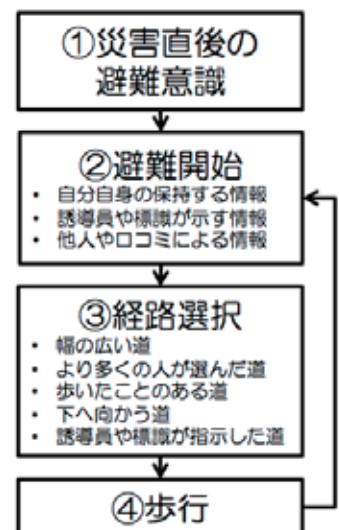 ①災害直後の
避難意識
②避難開始
・ 自分自身の保持する情報
・ 誘導員や標識が示す情報
・ 他人や口コミによる情報
③経路選択
・ 幅の広い道
・ より多くの人が選んだ道
・ 歩いたことのある道
・ 下へ向かう道
・ 誘導員や標識が指示した道
④歩行